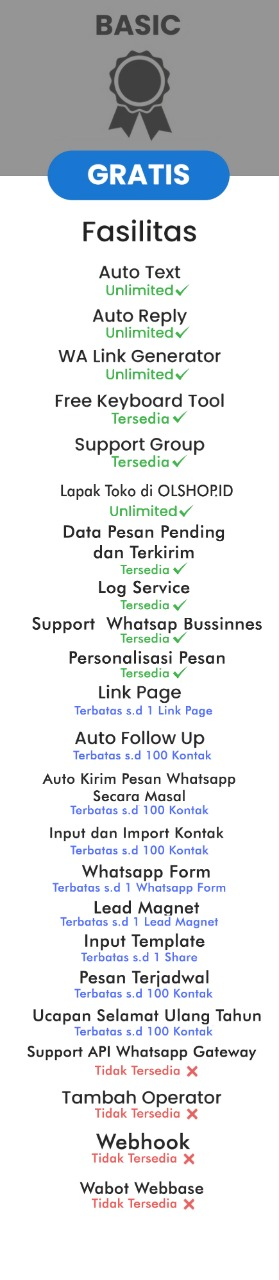 BASIC
GRATIS
Fasilitas
Auto Text
Unlimited
Auto Reply
Unlimited
WA Link Generator
Unlimited
Free Keyboard Tool
Tersedia
Support Group
Tersedia
Lapak Toko di OLSHOP.ID
Unlimited
Data Pesan Pending
dan Terkirim
Tersedia
Log Service
Tersedia
Support Whatsap Bussinnes
Tersedia
Personalisasi Pesan
Tersedia
Link Page
Terbatas s.d 1 Link Page
Auto Follow Up
Terbatas s.d 100 Kontak
Auto Kirim Pesan Whatsapp
Secara Masal
Terbatas s.d 100 Kontak
Input dan Import Kontak
Terbatas s.d 100 Kontak
Whatsapp Form
Terbatas s.d 1 Whatsapp Form
Lead Magnet
Terbatas s.d 1 Lead Magnet
Input Template
Terbatas s.d 1 Share
Pesan Terjadwal
Terbatas s.d 100 Kontak
Ucapan Selamat Ulang Tahun
Terbatas s.d 100 Kontak
Support API Whatsapp Gateway
Tidak Tersedia
Tambah Operator
Tidak Tersedia
Webhook
Tidak Tersedia
Wabot Webbase
Tidak Tersedia